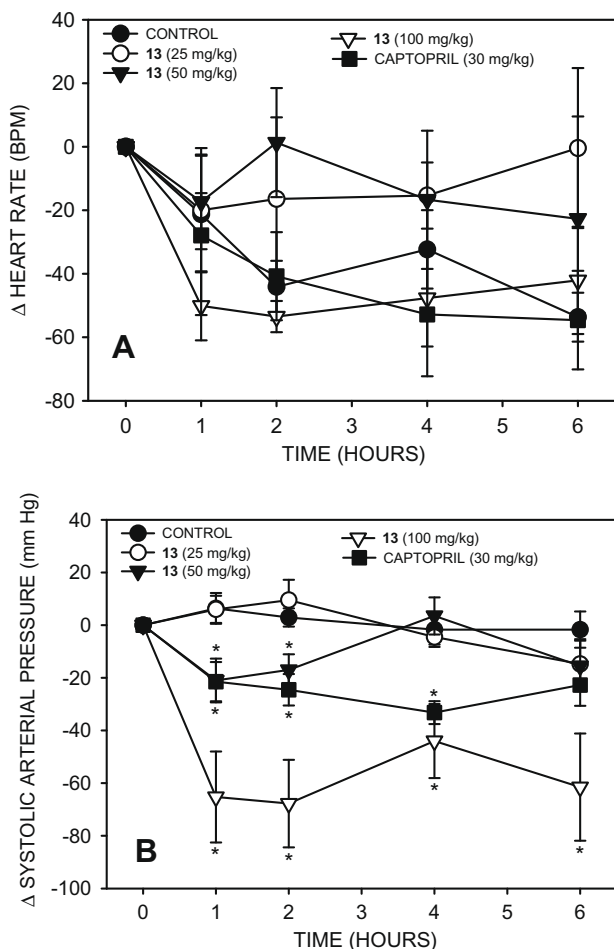 40
20
0
-20
-40
-60
-80
Δ HEART RATE (BPM)
CONTROL
13 (25 mg/kg)
13 (50 mg/kg)
13 (100 mg/kg)
CAPTOPRIL (30 mg/kg)
A
0 1 2 3 4 5 6
TIME (HOURS)
40
20
0
-20
-40
-60
-80
-100
Δ SYSTOLIC ARTERIAL PRESSURE (mm Hg)
CONTROL
13 (25 mg/kg)
13 (50 mg/kg)
13 (100 mg/kg)
CAPTOPRIL (30 mg/kg)
* *
*
* *
*
* *
*
B
0 1 2 3 4 5 6
TIME (HOURS)